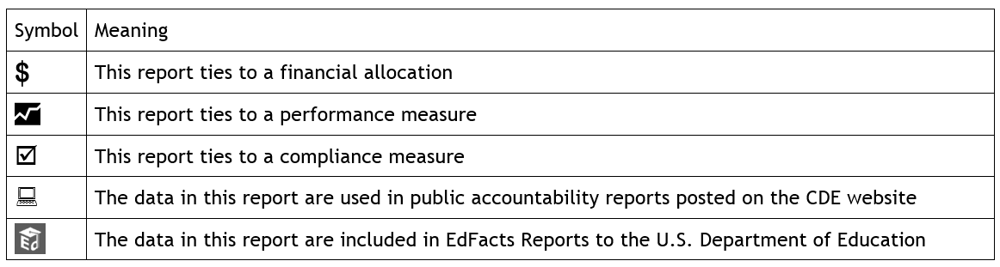 Symbol Meaning
$ This report ties to a financial allocation
This report ties to a performance measure
☑ This report ties to a compliance measure
The data in this report are used in public accountability reports posted on the CDE website
Ed The data in this report are included in EdFacts Reports to the U.S. Department of Education